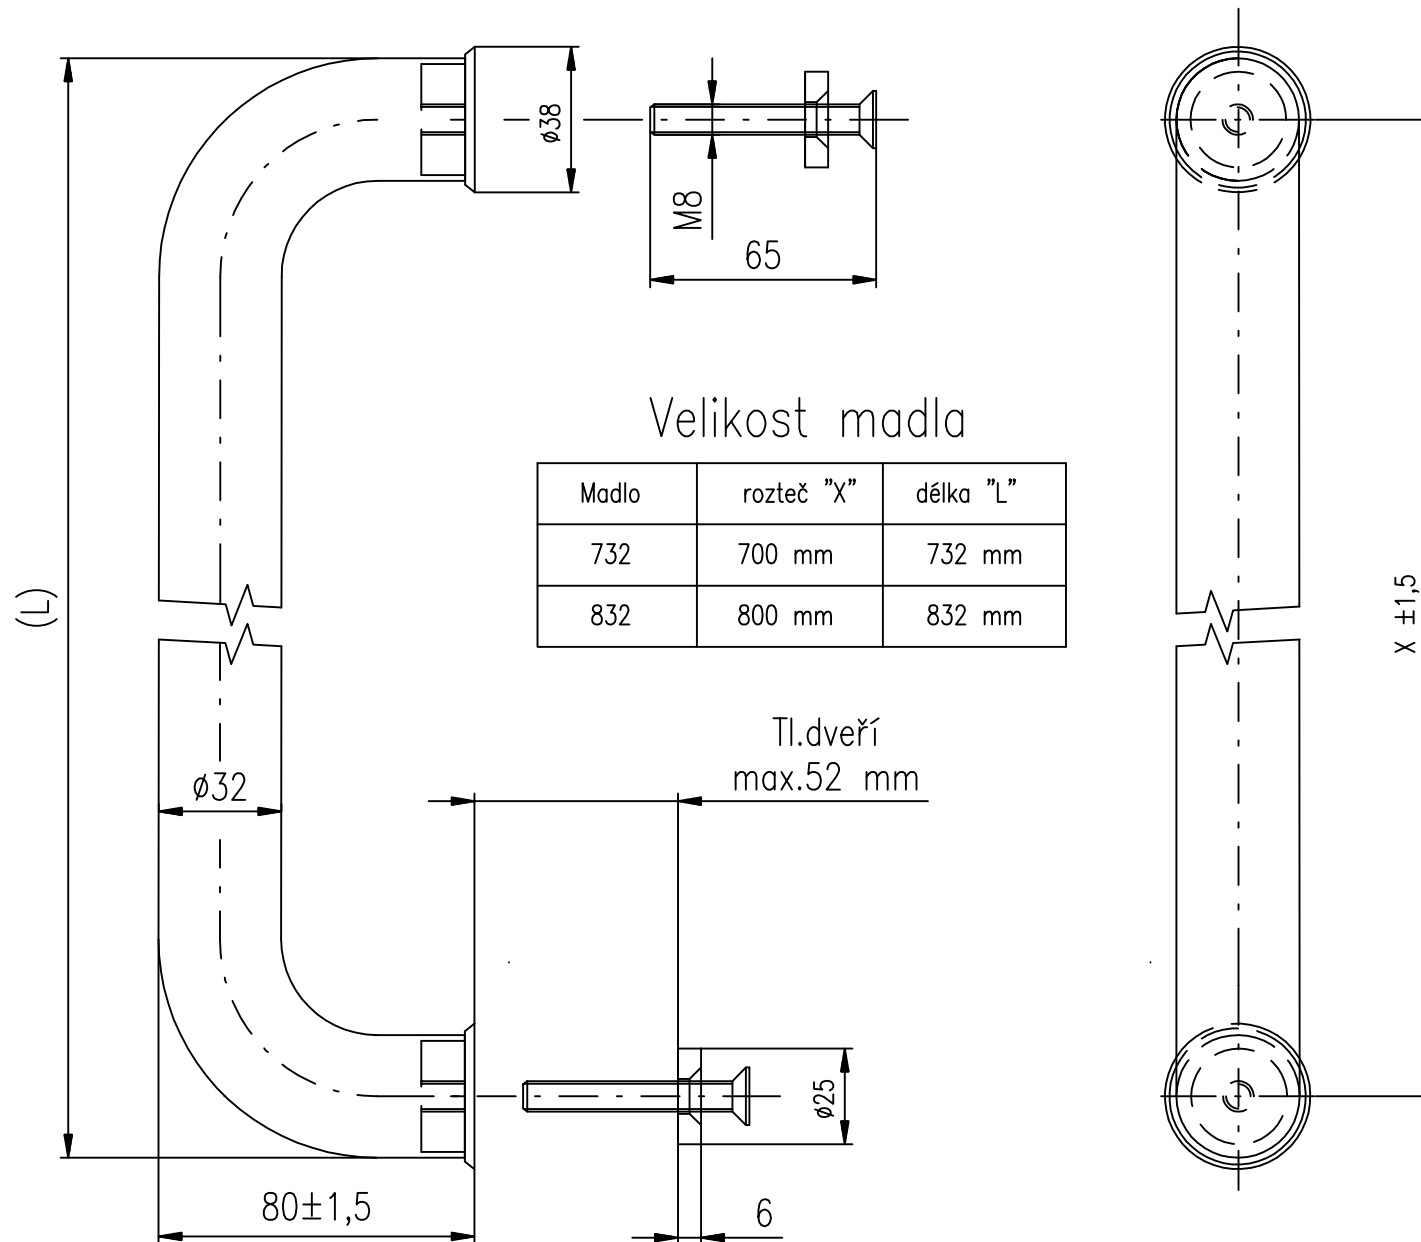 ø38
M8
65
Velikost madla
Madlo rozteč "X" délka "L"
732 700 mm 732 mm
832 800 mm 832 mm
(L)
X ±1,5
Tl.dveří
max.52 mm
ø32
ø25
80±1,5
6